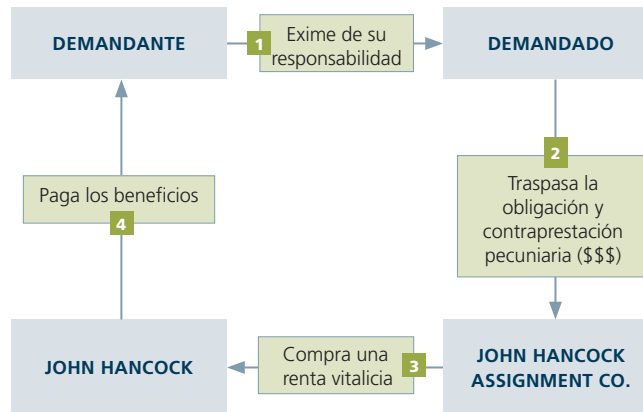 DEMANDANTE
1
Exime de su
responsabilidad
DEMANDADO
2
Traspasa la
obligación y
contraprestación
pecuniaria ($$$)
JOHN HANCOCK
ASSIGNMENT CO.
3
Compra una
renta vitalicia
JOHN HANCOCK
4
Paga los beneficios